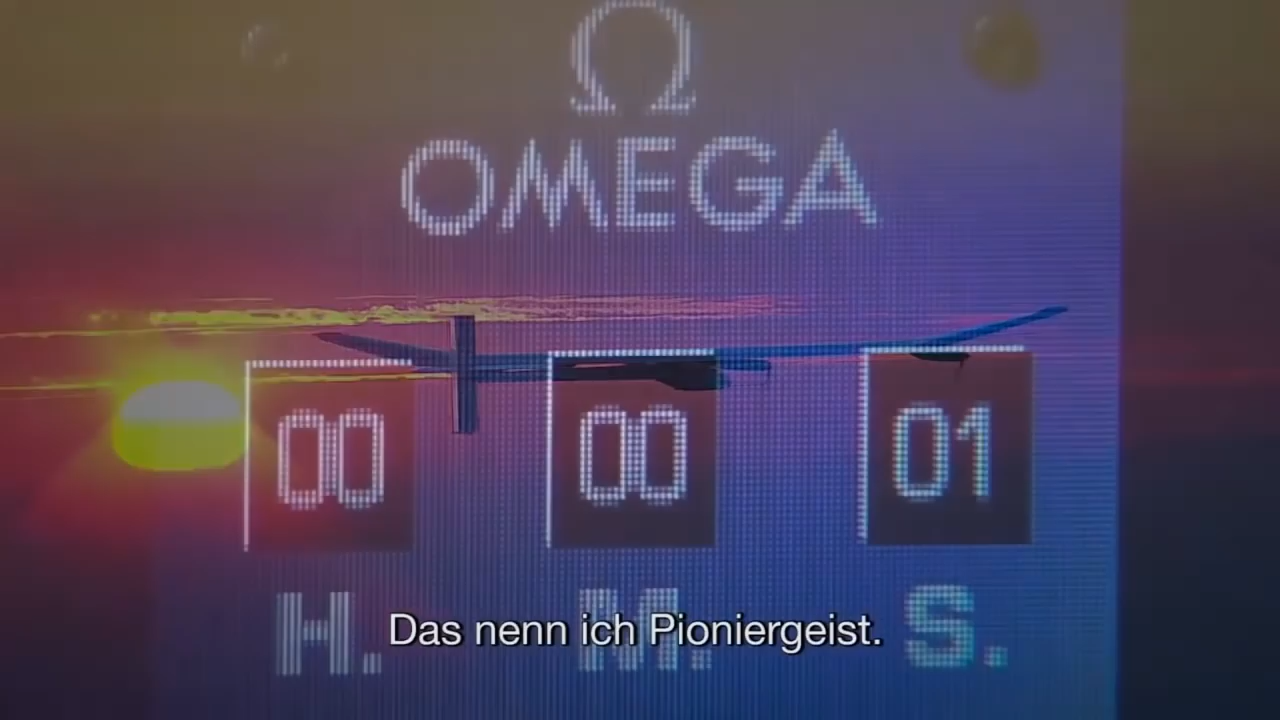 Ω
OMEGA
00 00 01
H. M. S.
Das nenn ich Pioniergeist.